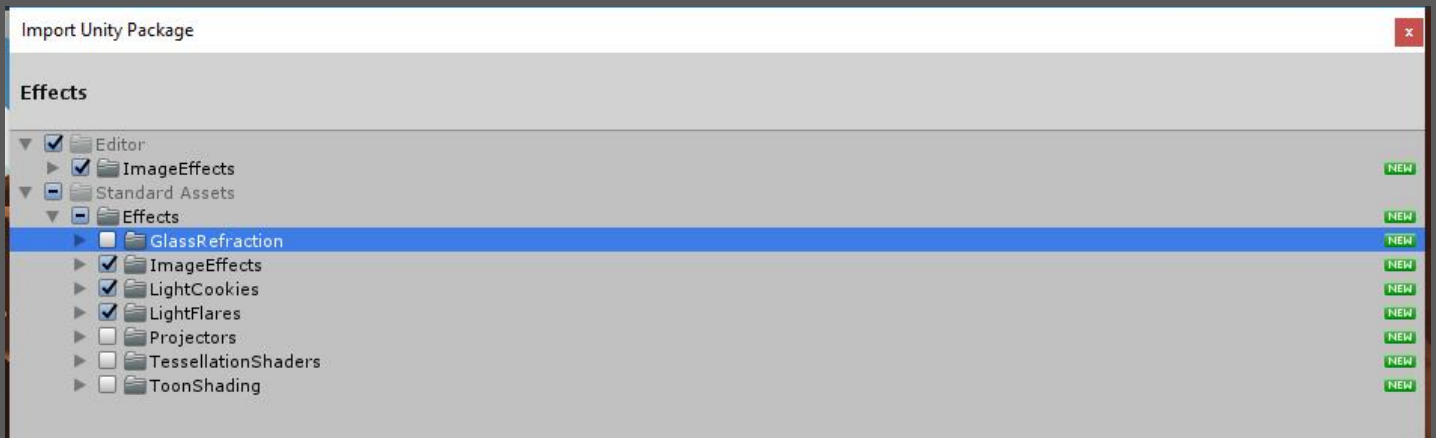 Import Unity Package
x
Effects
Editor
ImageEffects NEW
Standard Assets
Effects NEW
GlassRefraction NEW
ImageEffects NEW
LightCookies NEW
LightFlares NEW
Projectors NEW
TessellationShaders NEW
ToonShading NEW